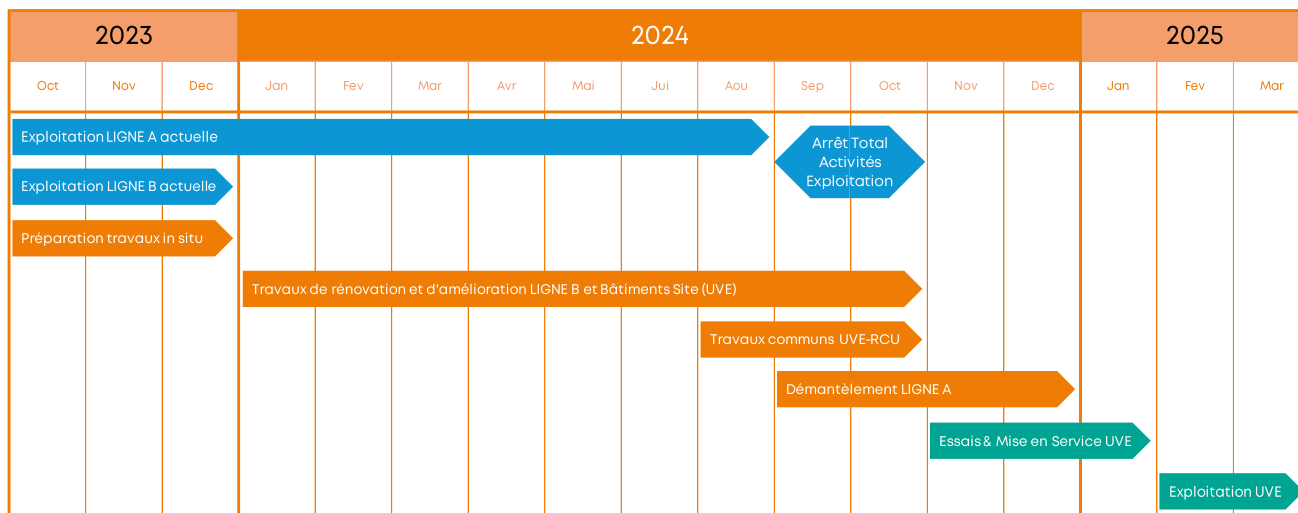 2023 2024 2025
Oct Nov Dec Jan Fev Mar Avr Mai Jui Aou Sep Oct Nov Dec Jan Fev Mar
Exploitation LIGNE A actuelle
Arrêt Total
Activités
Exploitation
Exploitation LIGNE B actuelle
Préparation travaux in situ
Travaux de rénovation et d'amélioration LIGNE B et Bâtiments Site (UVE)
Travaux communs UVE-RCU
Démantèlement LIGNE A
Essais & Mise en Service UVE
Exploitation UVE